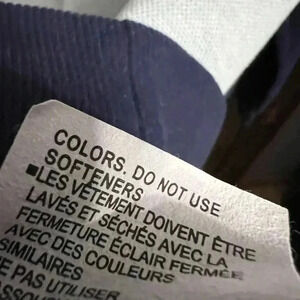 COLORS. DO NOT USE
SOFTENERS
■LES VÊTEMENT DOIVENT ÊTRE
LAVÉS ET SÉCHÉS AVEC LA
FERMETURE ÉCLAIR FERMÉE
AVEC DES COULEURS
SIMILAIRES
NE PAS UTILISER